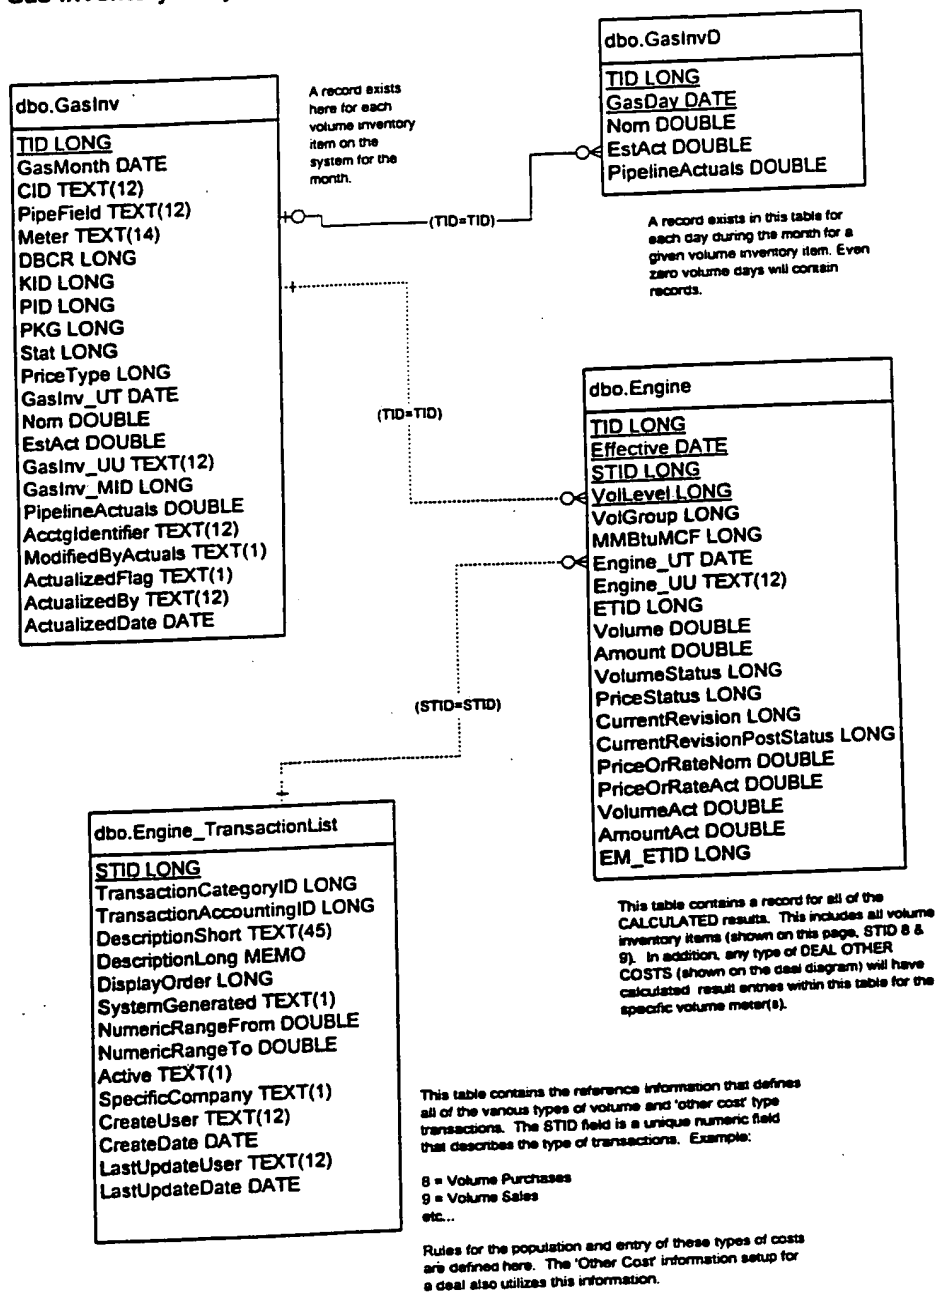 dbo.GasInv
TID LONG
GasMonth DATE
CID TEXT(12)
PipeField TEXT(12)
Meter TEXT(14)
DBCR LONG
KID LONG
PID LONG
PKG LONG
Stat LONG
PriceType LONG
GasInv_UT DATE
Nom DOUBLE
EstAct DOUBLE
GasInv_UU TEXT(12)
GasInv_MID LONG
PipelineActuals DOUBLE
AcctgIdentifier TEXT(12)
ModifiedByActuals TEXT(1)
ActualizedFlag TEXT(1)
ActualizedBy TEXT(12)
ActualizedDate DATE
A record exists
here for each
volume inventory
item on the
system for the
month.
dbo.GasInvD
TID LONG
GasDay DATE
Nom DOUBLE
EstAct DOUBLE
PipelineActuals DOUBLE
(TID=TID)
A record exists in this table for
each day during the month for a
given volume inventory item. Even
zero volume days will contain
records.
(TID=TID)
dbo.Engine
TID LONG
Effective DATE
STID LONG
VolLevel LONG
VolGroup LONG
MMBtuMCF LONG
Engine_UT DATE
Engine_UU TEXT(12)
ETID LONG
Volume DOUBLE
Amount DOUBLE
VolumeStatus LONG
PriceStatus LONG
CurrentRevision LONG
CurrentRevisionPostStatus LONG
PriceOrRateNom DOUBLE
PriceOrRateAct DOUBLE
VolumeAct DOUBLE
AmountAct DOUBLE
EM_ETID LONG
(STID=STID)
This table contains a record for all of the
CALCULATED results. This includes all volume
inventory items (shown on this page, STID 8 &
9). In addition, any type of DEAL OTHER
COSTS (shown on the deal diagram) will have
calculated result entries within this table for the
specific volume meter(s).
dbo.Engine_TransactionList
STID LONG
TransactionCategoryID LONG
TransactionAccountingID LONG
DescriptionShort TEXT(45)
DescriptionLong MEMO
DisplayOrder LONG
SystemGenerated TEXT(1)
NumericRangeFrom DOUBLE
NumericRangeTo DOUBLE
Active TEXT(1)
SpecificCompany TEXT(1)
CreateUser TEXT(12)
CreateDate DATE
LastUpdateUser TEXT(12)
LastUpdateDate DATE
This table contains the reference information that defines
all of the various types of volume and 'other cost' type
transactions. The STID field is a unique numeric field
that describes the type of transactions. Example:
8 = Volume Purchases
9 = Volume Sales
etc...
Rules for the population and entry of these types of costs
are defined here. The 'Other Cost' information setup for
a deal also utilizes this information.